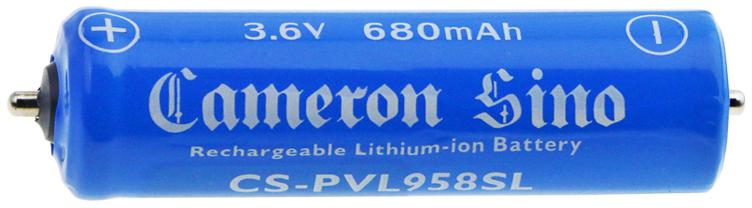 + 3.6V 680mAh −
Cameron Sino
Rechargeable Lithium-ion Battery
CS-PVL958SL